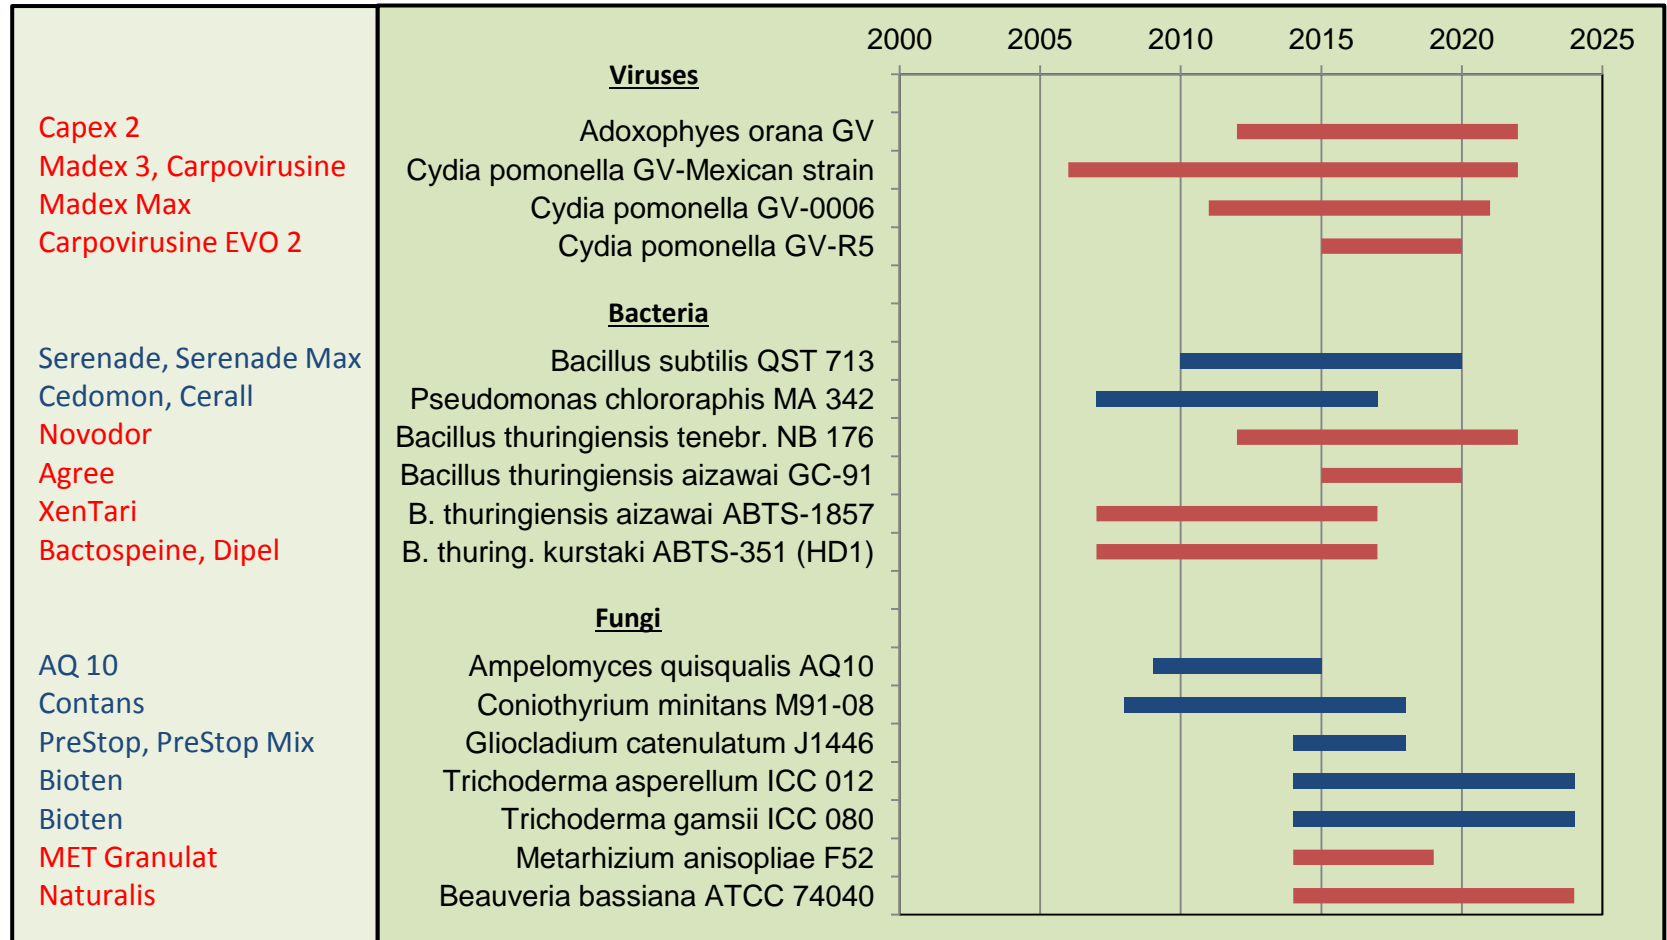 2000 2005 2010 2015 2020 2025
Viruses
Capex 2 Adoxophyes orana GV
Madex 3, Carpovirusine Cydia pomonella GV-Mexican strain
Madex Max Cydia pomonella GV-0006
Carpovirusine EVO 2 Cydia pomonella GV-R5
Bacteria
Serenade, Serenade Max Bacillus subtilis QST 713
Cedomon, Cerall Pseudomonas chlororaphis MA 342
Novodor Bacillus thuringiensis tenebr. NB 176
Agree Bacillus thuringiensis aizawai GC-91
XenTari B. thuringiensis aizawai ABTS-1857
Bactospeine, Dipel B. thuring. kurstaki ABTS-351 (HD1)
Fungi
AQ 10 Ampelomyces quisqualis AQ10
Contans Coniothyrium minitans M91-08
PreStop, PreStop Mix Gliocladium catenulatum J1446
Bioten Trichoderma asperellum ICC 012
Bioten Trichoderma gamsii ICC 080
MET Granulat Metarhizium anisopliae F52
Naturalis Beauveria bassiana ATCC 74040